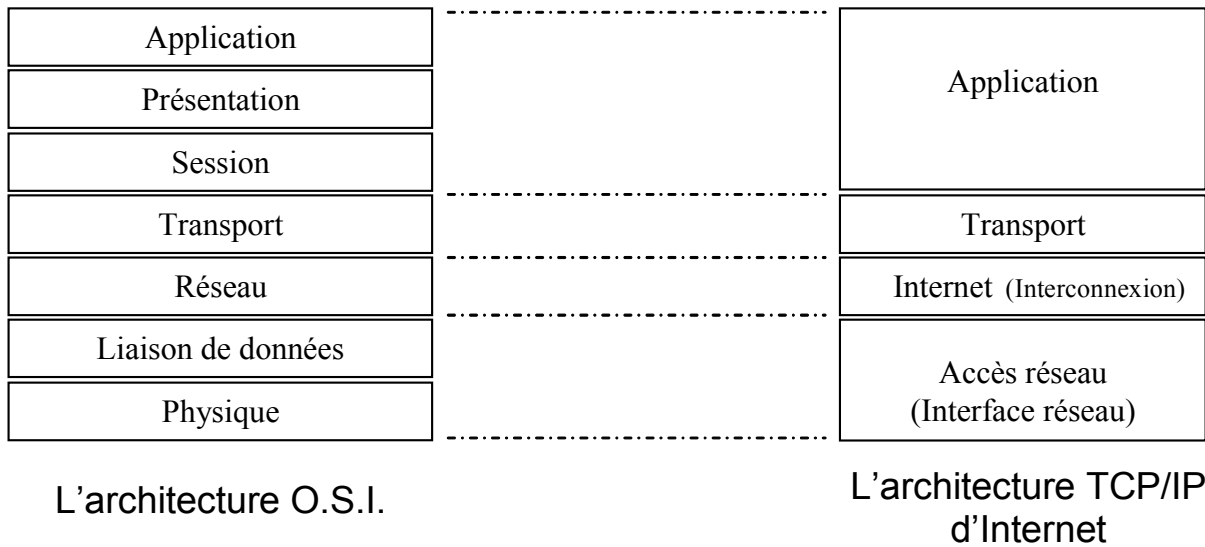 Application
Présentation
Session
Transport
Réseau
Liaison de données
Physique
L'architecture O.S.I.
Application
Transport
Internet (Interconnexion)
Accès réseau
(Interface réseau)
L'architecture TCP/IP
d'Internet